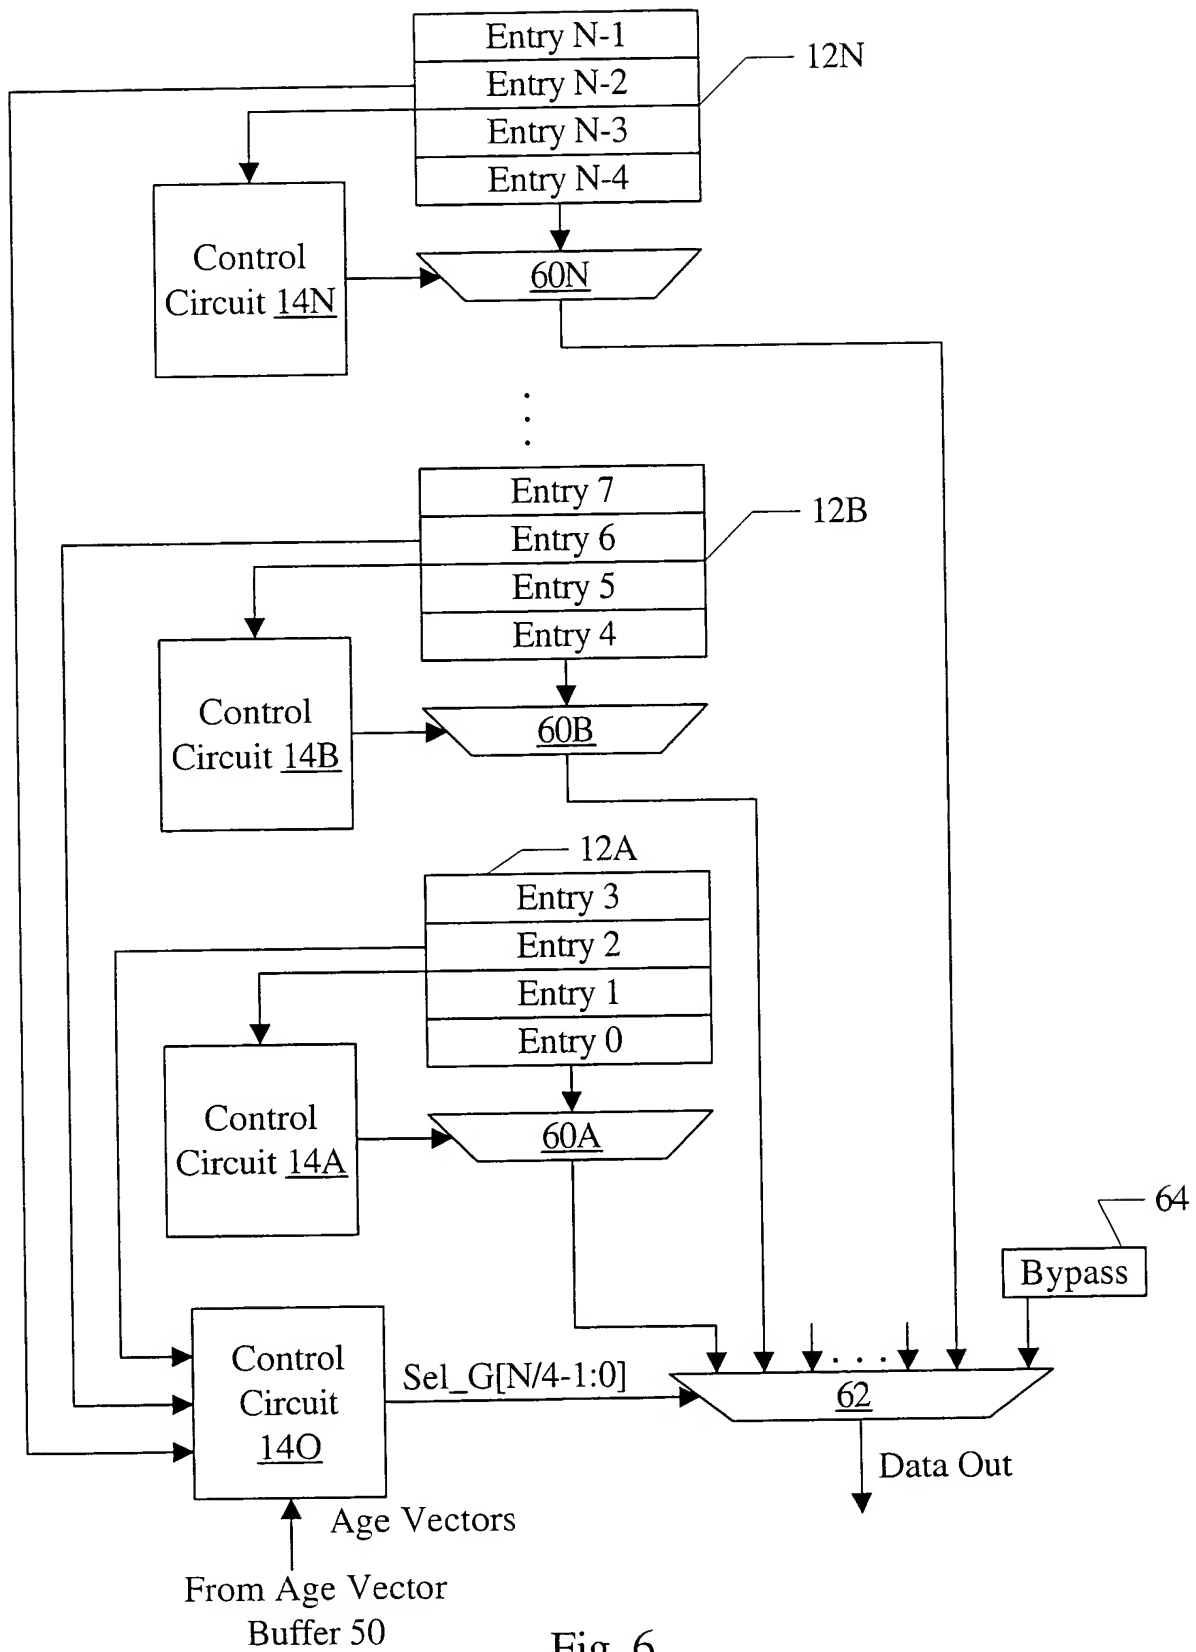 Entry N-1
12N
Entry N-2
Entry N-3
Entry N-4
Control
Circuit 14N
60N
Entry 7
12B
Entry 6
Entry 5
Entry 4
Control
Circuit 14B
60B
12A
Entry 3
Entry 2
Entry 1
Entry 0
Control
Circuit 14A
60A
64
Bypass
Control
Circuit
14O
Sel_G[N/4-1:0]
. . .
62
Data Out
Age Vectors
From Age Vector
Buffer 50
Fig. 6